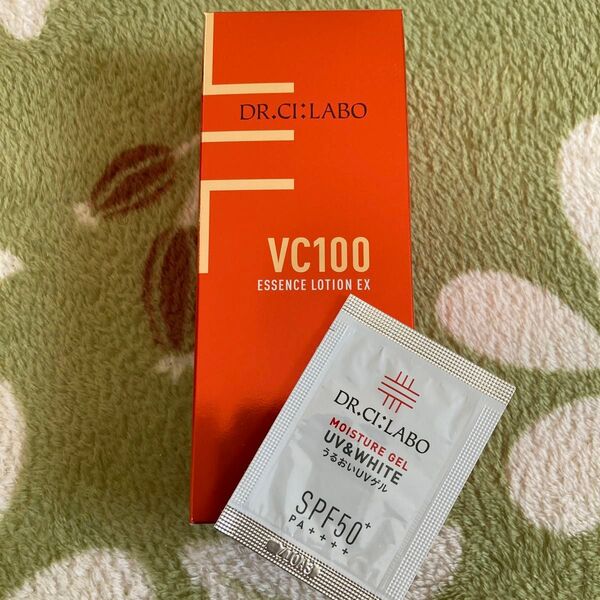 DR.CI:LABO
VC100
ESSENCE LOTION EX
DR.CI:LABO
MOISTURE GEL
UV&WHITE
うるおいUVゲル
SPF50+
PA++++